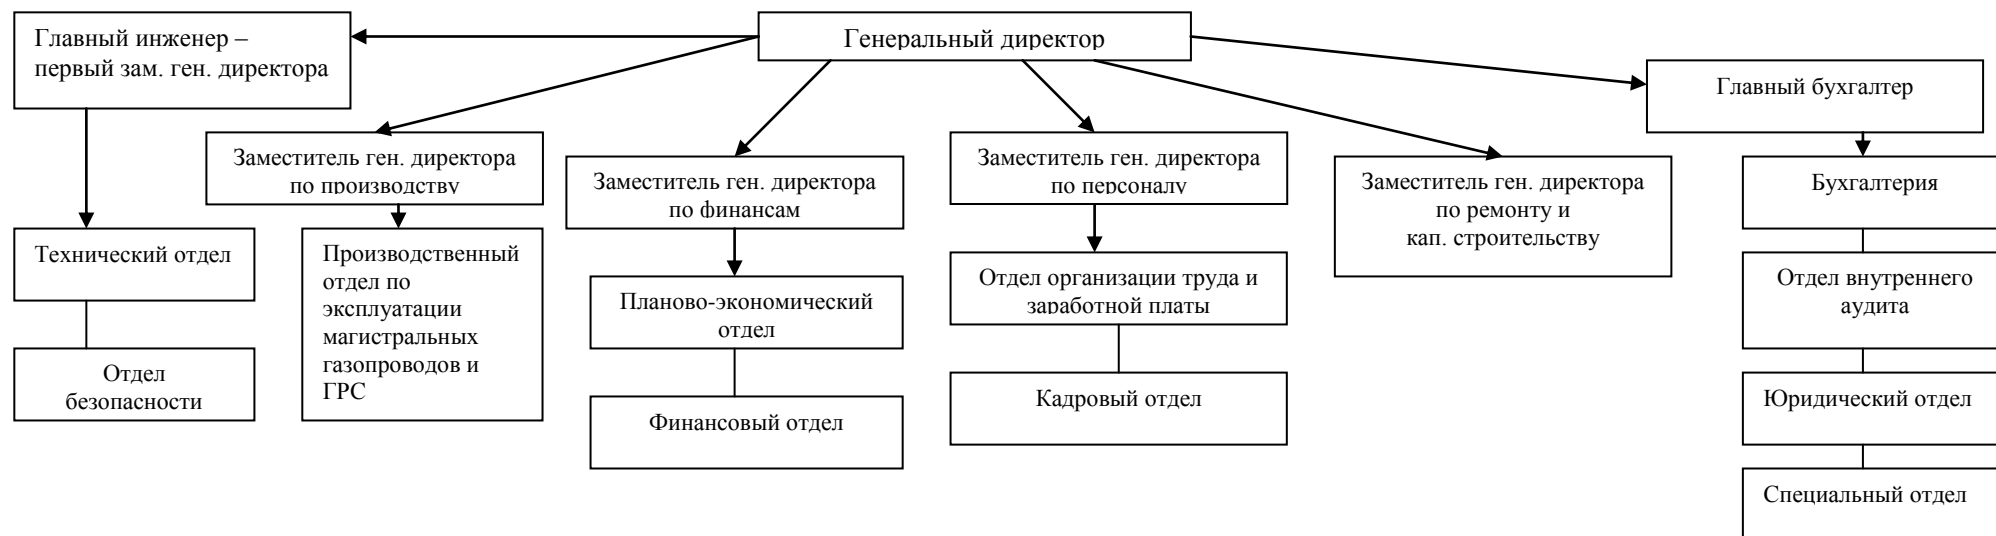 Главный инженер –
первый зам. ген. директора
Генеральный директор
Главный бухгалтер
Заместитель ген. директора
по производству
Заместитель ген. директора
по финансам
Заместитель ген. директора
по персоналу
Заместитель ген. директора
по ремонту и
кап. строительству
Бухгалтерия
Технический отдел
Производственный
отдел по
эксплуатации
магистральных
газопроводов и
ГРС
Планово-экономический
отдел
Отдел организации труда и
заработной платы
Отдел внутреннего
аудита
Отдел
безопасности
Финансовый отдел
Кадровый отдел
Юридический отдел
Специальный отдел